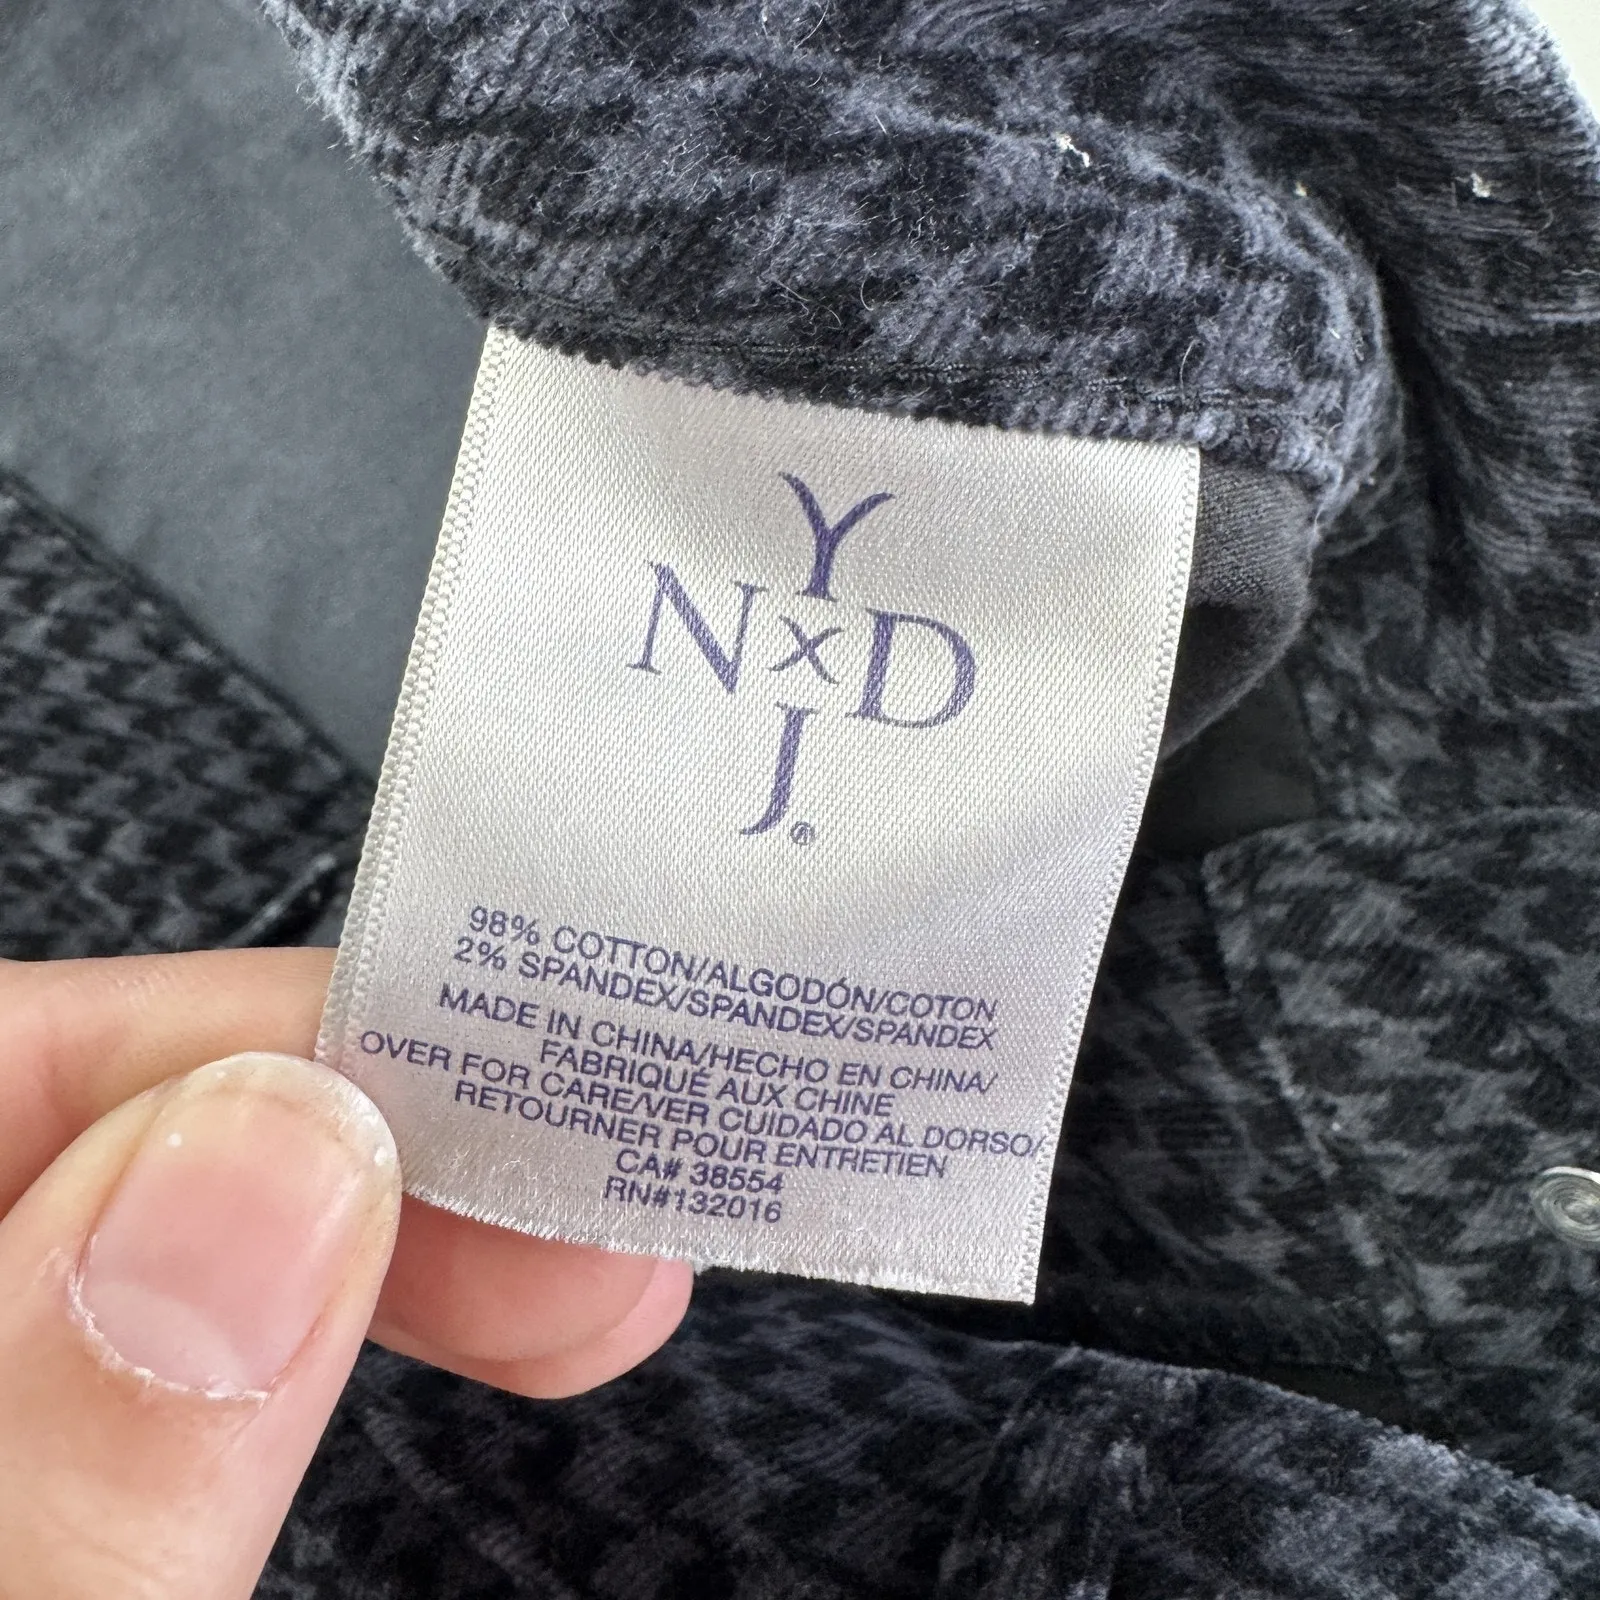 Y
N x D
J®
98% COTTON/ALGODÓN/COTON
2% SPANDEX/SPANDEX/SPANDEX
MADE IN CHINA/HECHO EN CHINA/
FABRIQUÉ AUX CHINE
OVER FOR CARE/VER CUIDADO AL DORSO/
RETOURNER POUR ENTRETIEN
CA# 38554
RN#132016